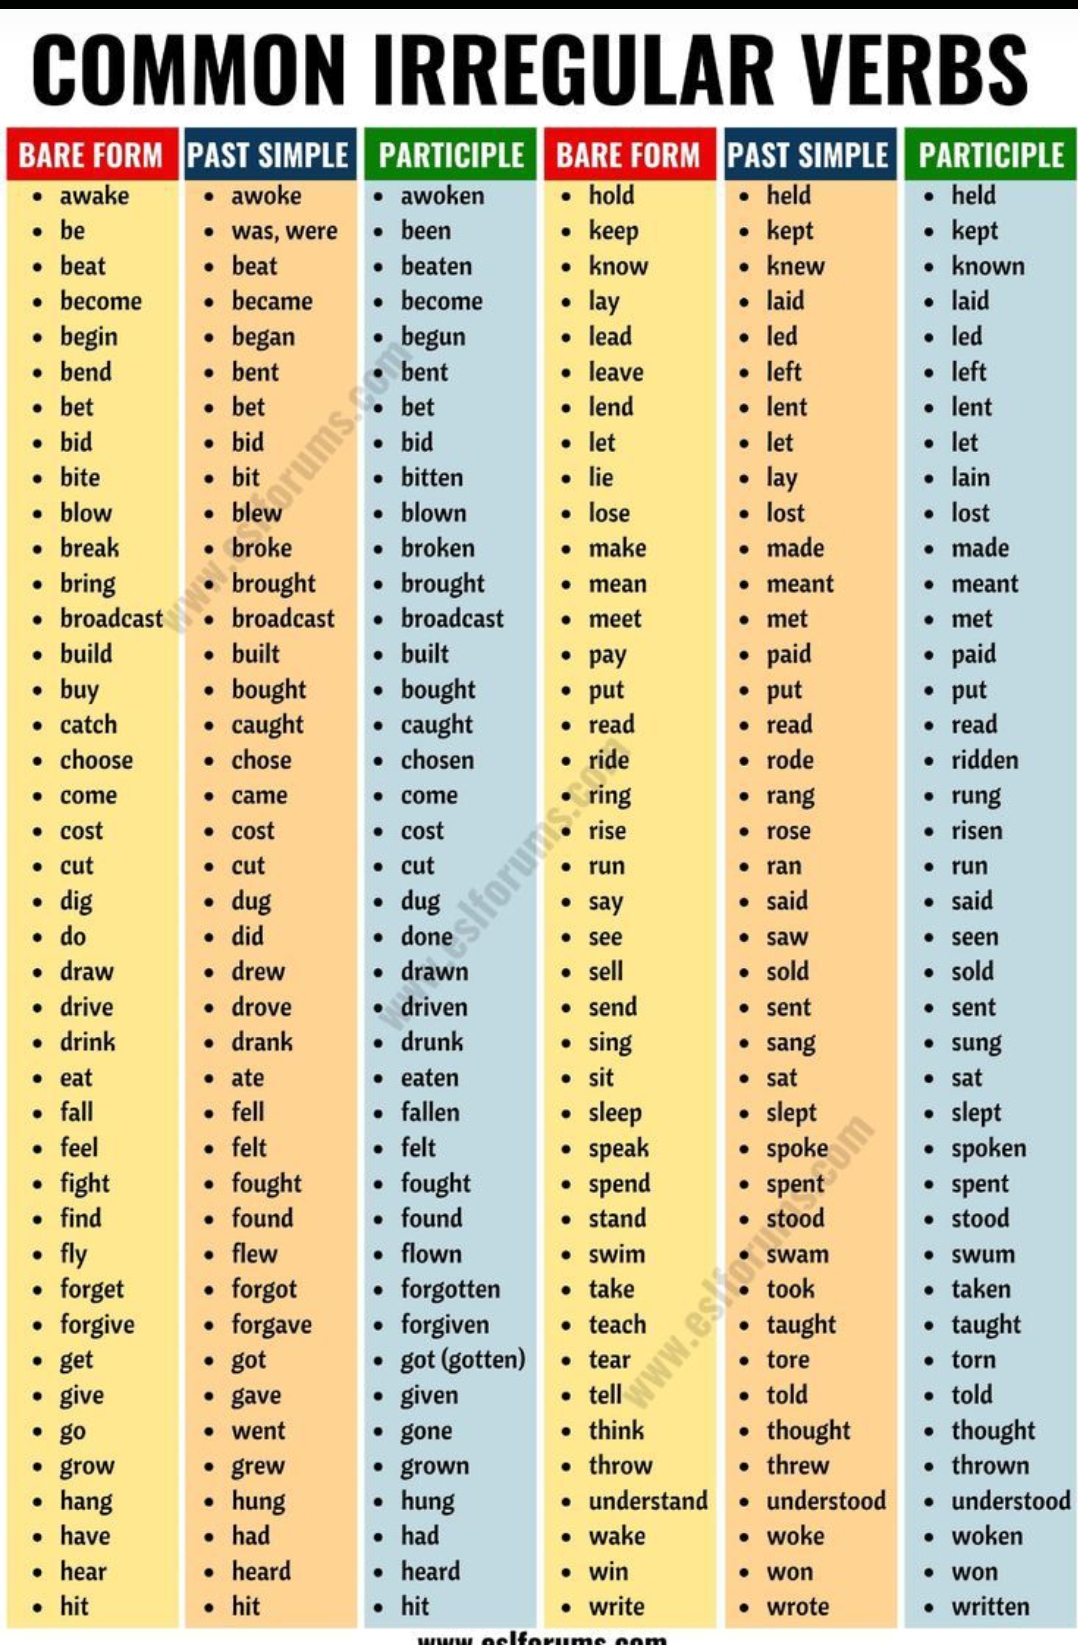 COMMON IRREGULAR VERBS
BARE FORM PAST SIMPLE PARTICIPLE BARE FORM PAST SIMPLE PARTICIPLE
• awake • awoke • awoken • hold • held • held
• be • was, were • been • keep • kept • kept
• beat • beat • beaten • know • knew • known
• become • became • become • lay • laid • laid
• begin • began • begun • lead • led • led
• bend • bent • bent • leave • left • left
• bet • bet • bet • lend • lent • lent
• bid • bid • bid • let • let • let
• bite • bit • bitten • lie • lay • lain
• blow • blew • blown • lose • lost • lost
• break • broke • broken • make • made • made
• bring • brought • brought • mean • meant • meant
• broadcast • broadcast • broadcast • meet • met • met
• build • built • built • pay • paid • paid
• buy • bought • bought • put • put • put
• catch • caught • caught • read • read • read
• choose • chose • chosen • ride • rode • ridden
• come • came • come • ring • rang • rung
• cost • cost • cost • rise • rose • risen
• cut • cut • cut • run • ran • run
• dig • dug • dug • say • said • said
• do • did • done • see • saw • seen
• draw • drew • drawn • sell • sold • sold
• drive • drove • driven • send • sent • sent
• drink • drank • drunk • sing • sang • sung
• eat • ate • eaten • sit • sat • sat
• fall • fell • fallen • sleep • slept • slept
• feel • felt • felt • speak • spoke • spoken
• fight • fought • fought • spend • spent • spent
• find • found • found • stand • stood • stood
• fly • flew • flown • swim • swam • swum
• forget • forgot • forgotten • take • took • taken
• forgive • forgave • forgiven • teach • taught • taught
• get • got • got (gotten) • tear • tore • torn
• give • gave • given • tell • told • told
• go • went • gone • think • thought • thought
• grow • grew • grown • throw • threw • thrown
• hang • hung • hung • understand • understood • understood
• have • had • had • wake • woke • woken
• hear • heard • heard • win • won • won
• hit • hit • hit • write • wrote • written
www.eslforums.com
www.eslforums.com
www.eslforums.com
www.eslforums.com